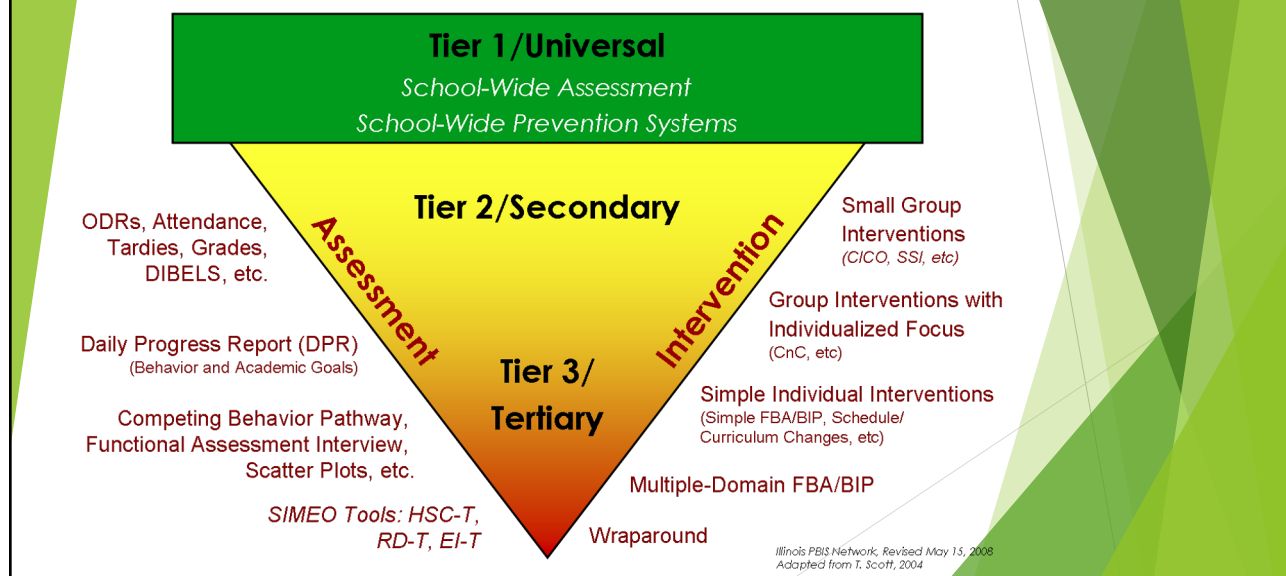 Tier 1/Universal
School-Wide Assessment
School-Wide Prevention Systems
Tier 2/Secondary
Tier 3/
Tertiary
Assessment
ODRs, Attendance,
Tardies, Grades,
DIBELS, etc.
Daily Progress Report (DPR)
(Behavior and Academic Goals)
Competing Behavior Pathway,
Functional Assessment Interview,
Scatter Plots, etc.
SIMEO Tools: HSC-T,
RD-T, EI-T
Intervention
Small Group
Interventions
(CICO, SSI, etc)
Group Interventions with
Individualized Focus
(CnC, etc)
Simple Individual Interventions
(Simple FBA/BIP, Schedule/
Curriculum Changes, etc)
Multiple-Domain FBA/BIP
Wraparound
Illinois PBIS Network, Revised May 15, 2008
Adapted from T. Scott, 2004